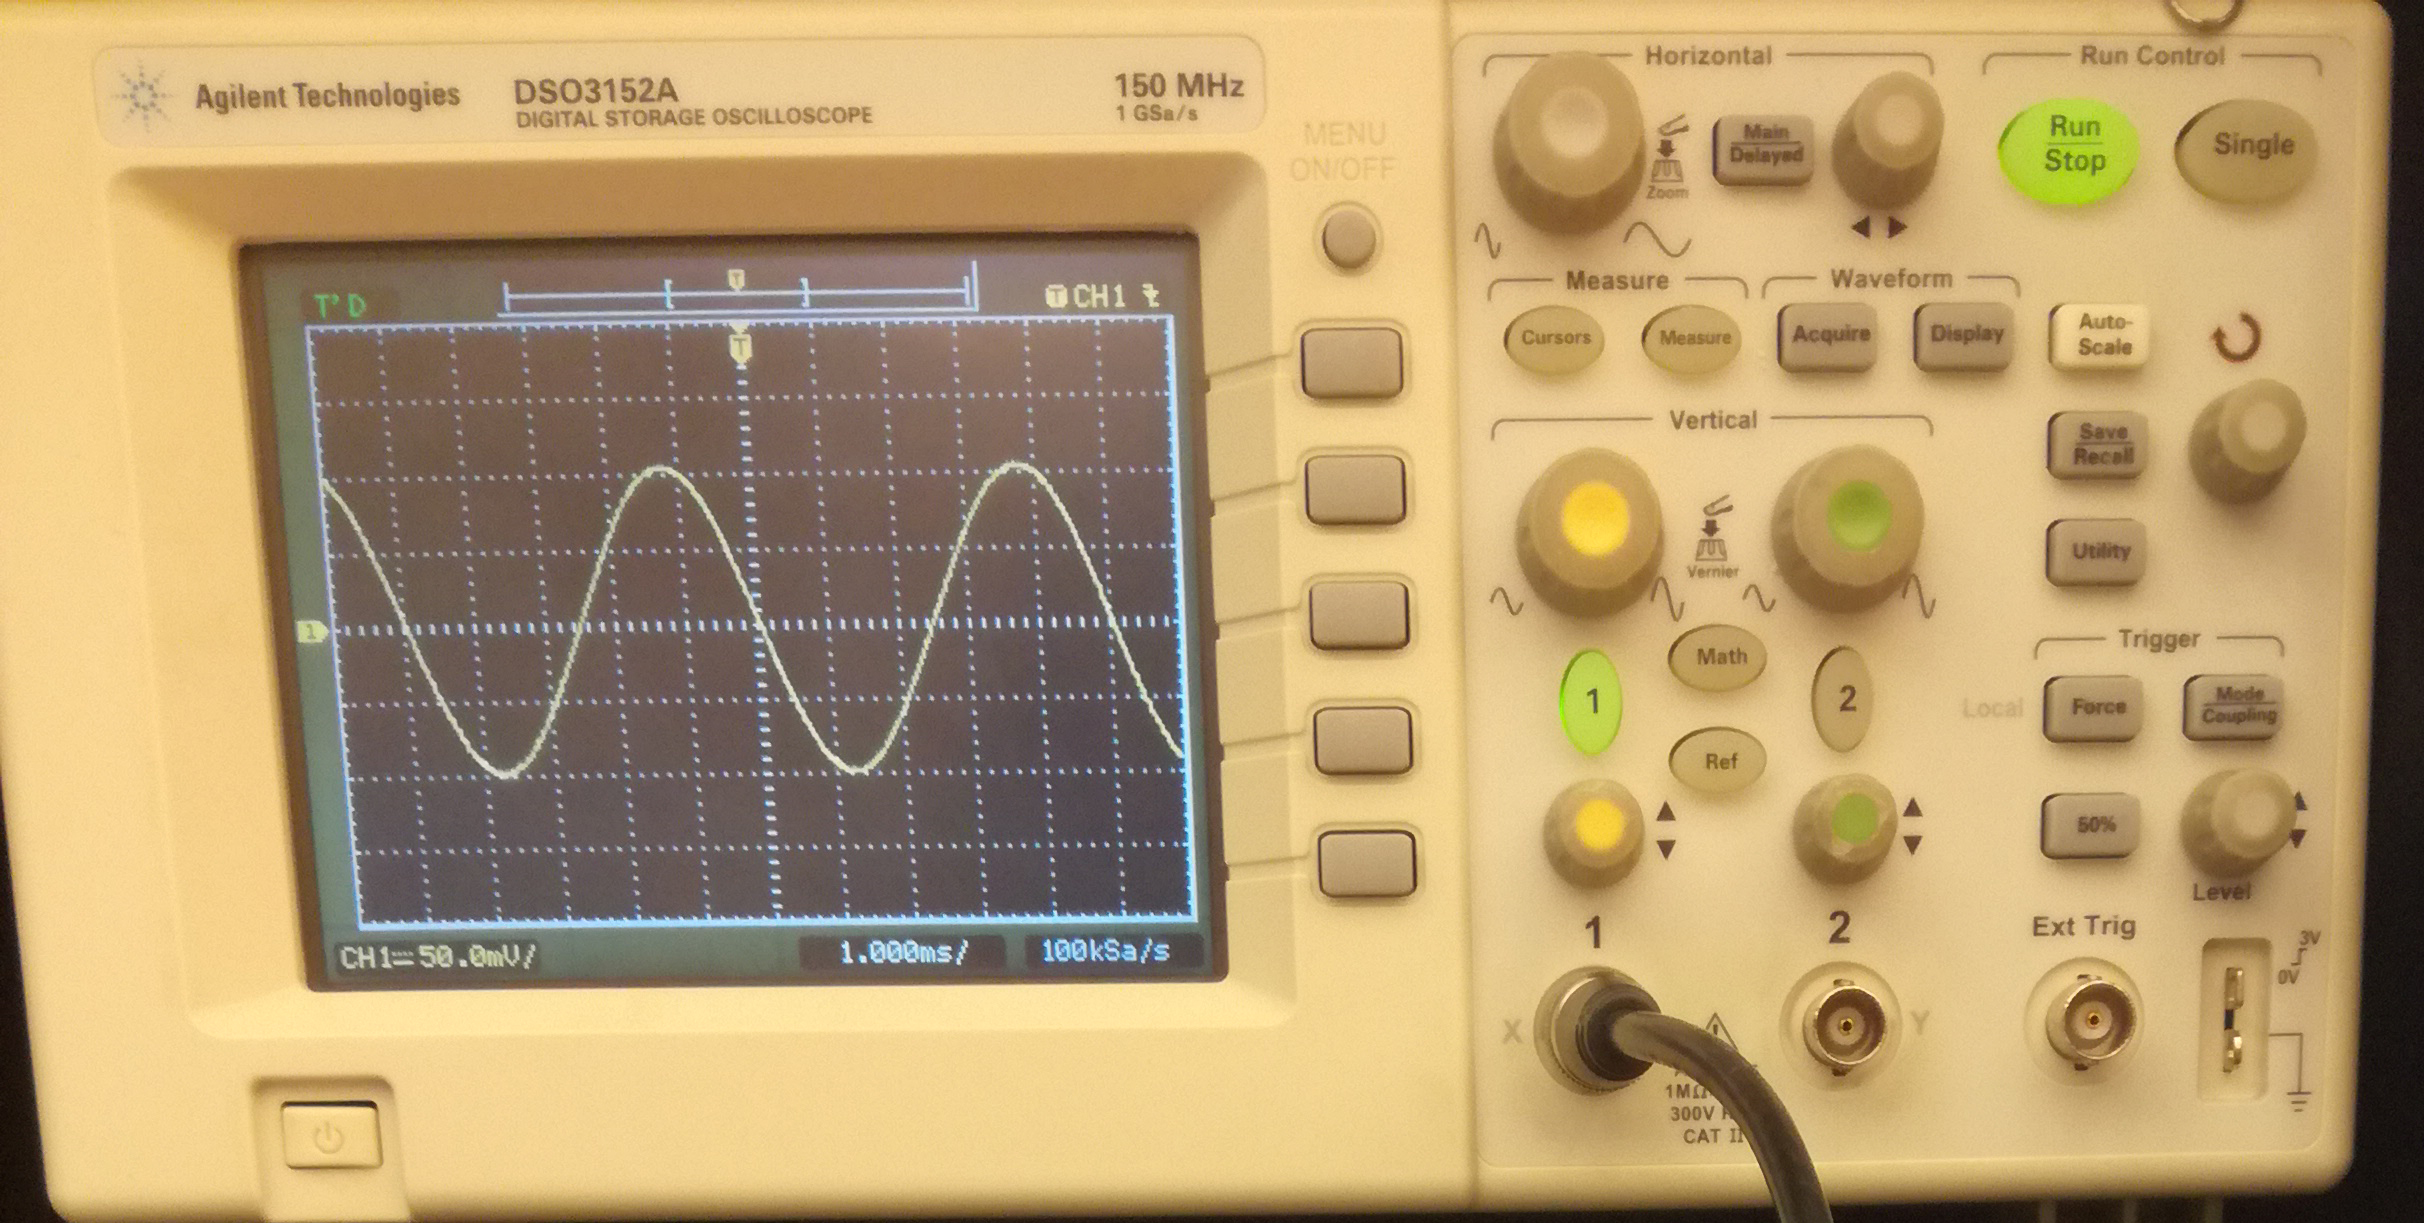 Agilent Technologies
DSO3152A
DIGITAL STORAGE OSCILLOSCOPE
150 MHz
1 GSa/s
MENU
ON/OFF
T'D
T
T CH1
T
1
CH1 50.0mV/
1.000ms/
100kSa/s
Horizontal
Run Control
Zoom
Main
Delayed
Run
Stop
Single
Measure
Waveform
Cursors
Measure
Acquire
Display
Auto-
Scale
Vertical
Save
Recall
Vernier
Utility
Math
1
2
Ref
Trigger
Local
Force
Mode
Coupling
50%
Level
1
2
Ext Trig
3V
0V
X
Y
1MΩ
300V
CAT II